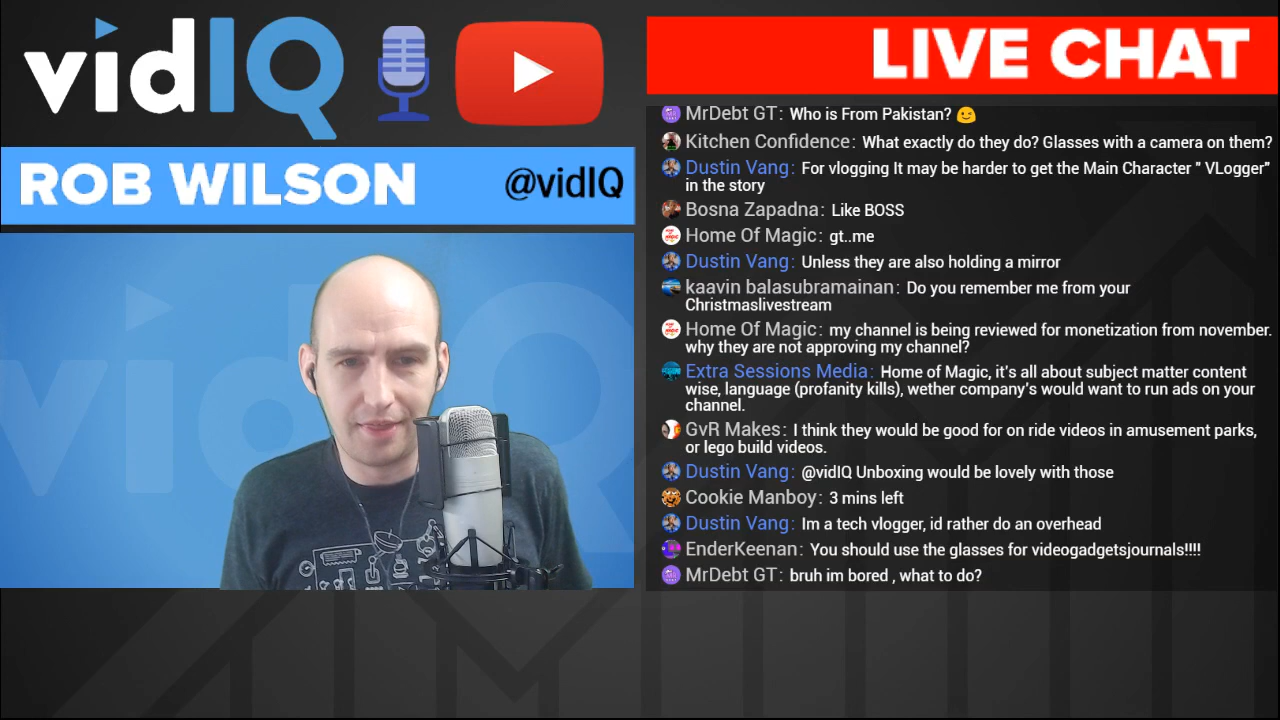 vidIQ
LIVE CHAT
ROB WILSON
@vidIQ
MrDebt GT: Who is From Pakistan? 😉
Kitchen Confidence: What exactly do they do? Glasses with a camera on them?
Dustin Vang: For vlogging It may be harder to get the Main Character " VLogger"
in the story
Bosna Zapadna: Like BOSS
Home Of Magic: gt..me
Dustin Vang: Unless they are also holding a mirror
kaavin balasubramainan: Do you remember me from your
Christmaslivestream
Home Of Magic: my channel is being reviewed for monetization from november.
why they are not approving my channel?
Extra Sessions Media: Home of Magic, it's all about subject matter content
wise, language (profanity kills), wether company's would want to run ads on your
channel.
GvR Makes: I think they would be good for on ride videos in amusement parks,
or lego build videos.
Dustin Vang: @vidIQ Unboxing would be lovely with those
Cookie Manboy: 3 mins left
Dustin Vang: Im a tech vlogger, id rather do an overhead
EnderKeenan: You should use the glasses for videogadgetsjournals!!!!
MrDebt GT: bruh im bored , what to do?